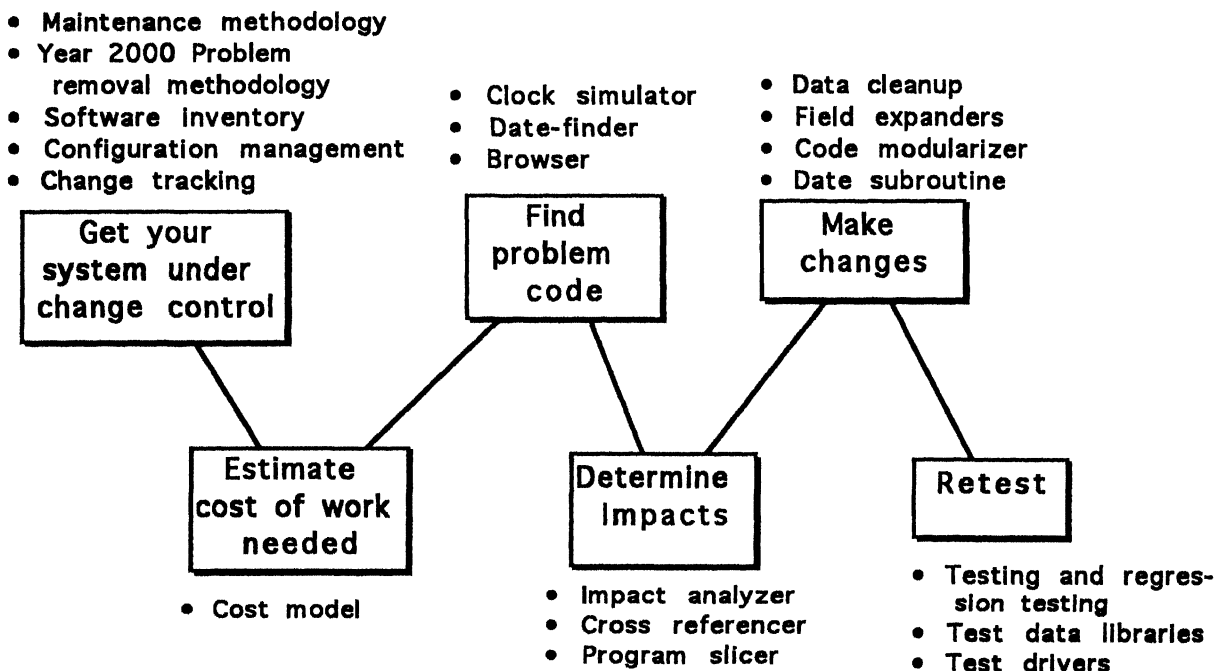 • Maintenance methodology
• Year 2000 Problem
removal methodology
• Software inventory
• Configuration management
• Change tracking
Get your
system under
change control
Estimate
cost of work
needed
• Cost model
• Clock simulator
• Date-finder
• Browser
Find
problem
code
Determine
impacts
• Impact analyzer
• Cross referencer
• Program slicer
• Data cleanup
• Field expanders
• Code modularizer
• Date subroutine
Make
changes
Retest
• Testing and regres-
sion testing
• Test data libraries
• Test drivers